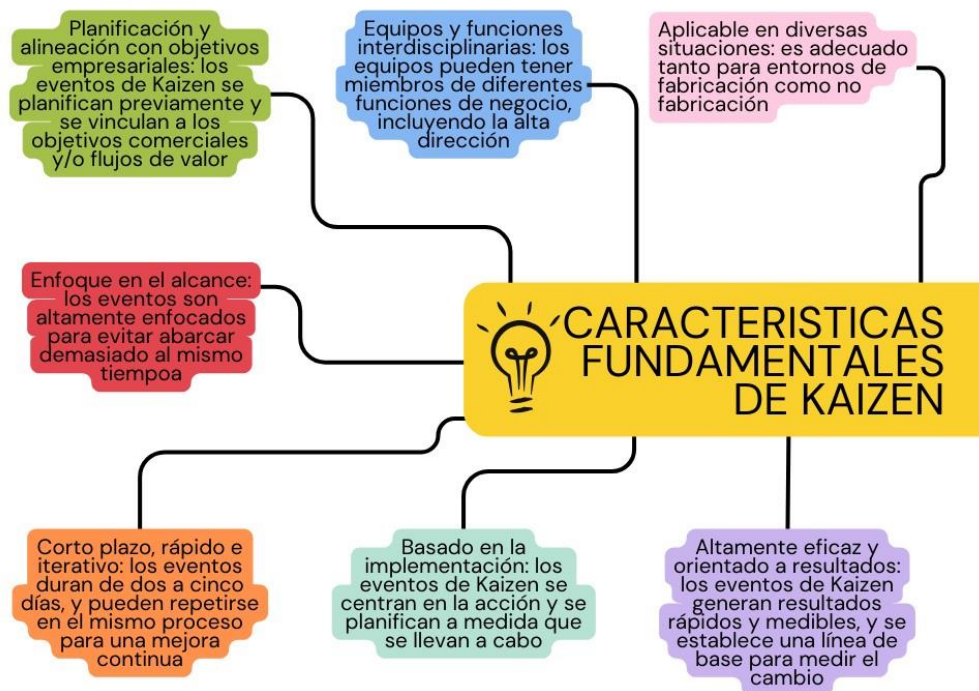 Planificación y
alineación con objetivos
empresariales: los
eventos de Kaizen se
planifican previamente y
se vinculan a los
objetivos comerciales
y/o flujos de valor
Equipos y funciones
interdisciplinarias: los
equipos pueden tener
miembros de diferentes
funciones de negocio,
incluyendo la alta
dirección
Aplicable en diversas
situaciones: es adecuado
tanto para entornos de
fabricación como no
fabricación
Enfoque en el alcance:
los eventos son
altamente enfocados
para evitar abarcar
demasiado al mismo
tiempoa
CARACTERISTICAS
FUNDAMENTALES
DE KAIZEN
Corto plazo, rápido e
iterativo: los eventos
duran de dos a cinco
días, y pueden repetirse
en el mismo proceso
para una mejora
continua
Basado en la
implementación: los
eventos de Kaizen se
centran en la acción y se
planifican a medida que
se llevan a cabo
Altamente eficaz y
orientado a resultados:
los eventos de Kaizen
generan resultados
rápidos y medibles, y se
establece una línea de
base para medir el
cambio